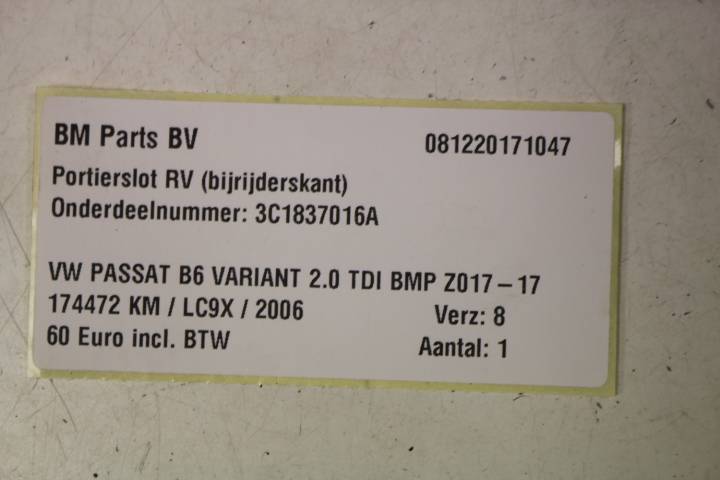 BM Parts BV 081220171047
Portierslot RV (bijrijderskant)
Onderdeelnummer: 3C1837016A
VW PASSAT B6 VARIANT 2.0 TDI BMP Z017-17
174472 KM / LC9X / 2006 Verz: 8
60 Euro incl. BTW Aantal: 1